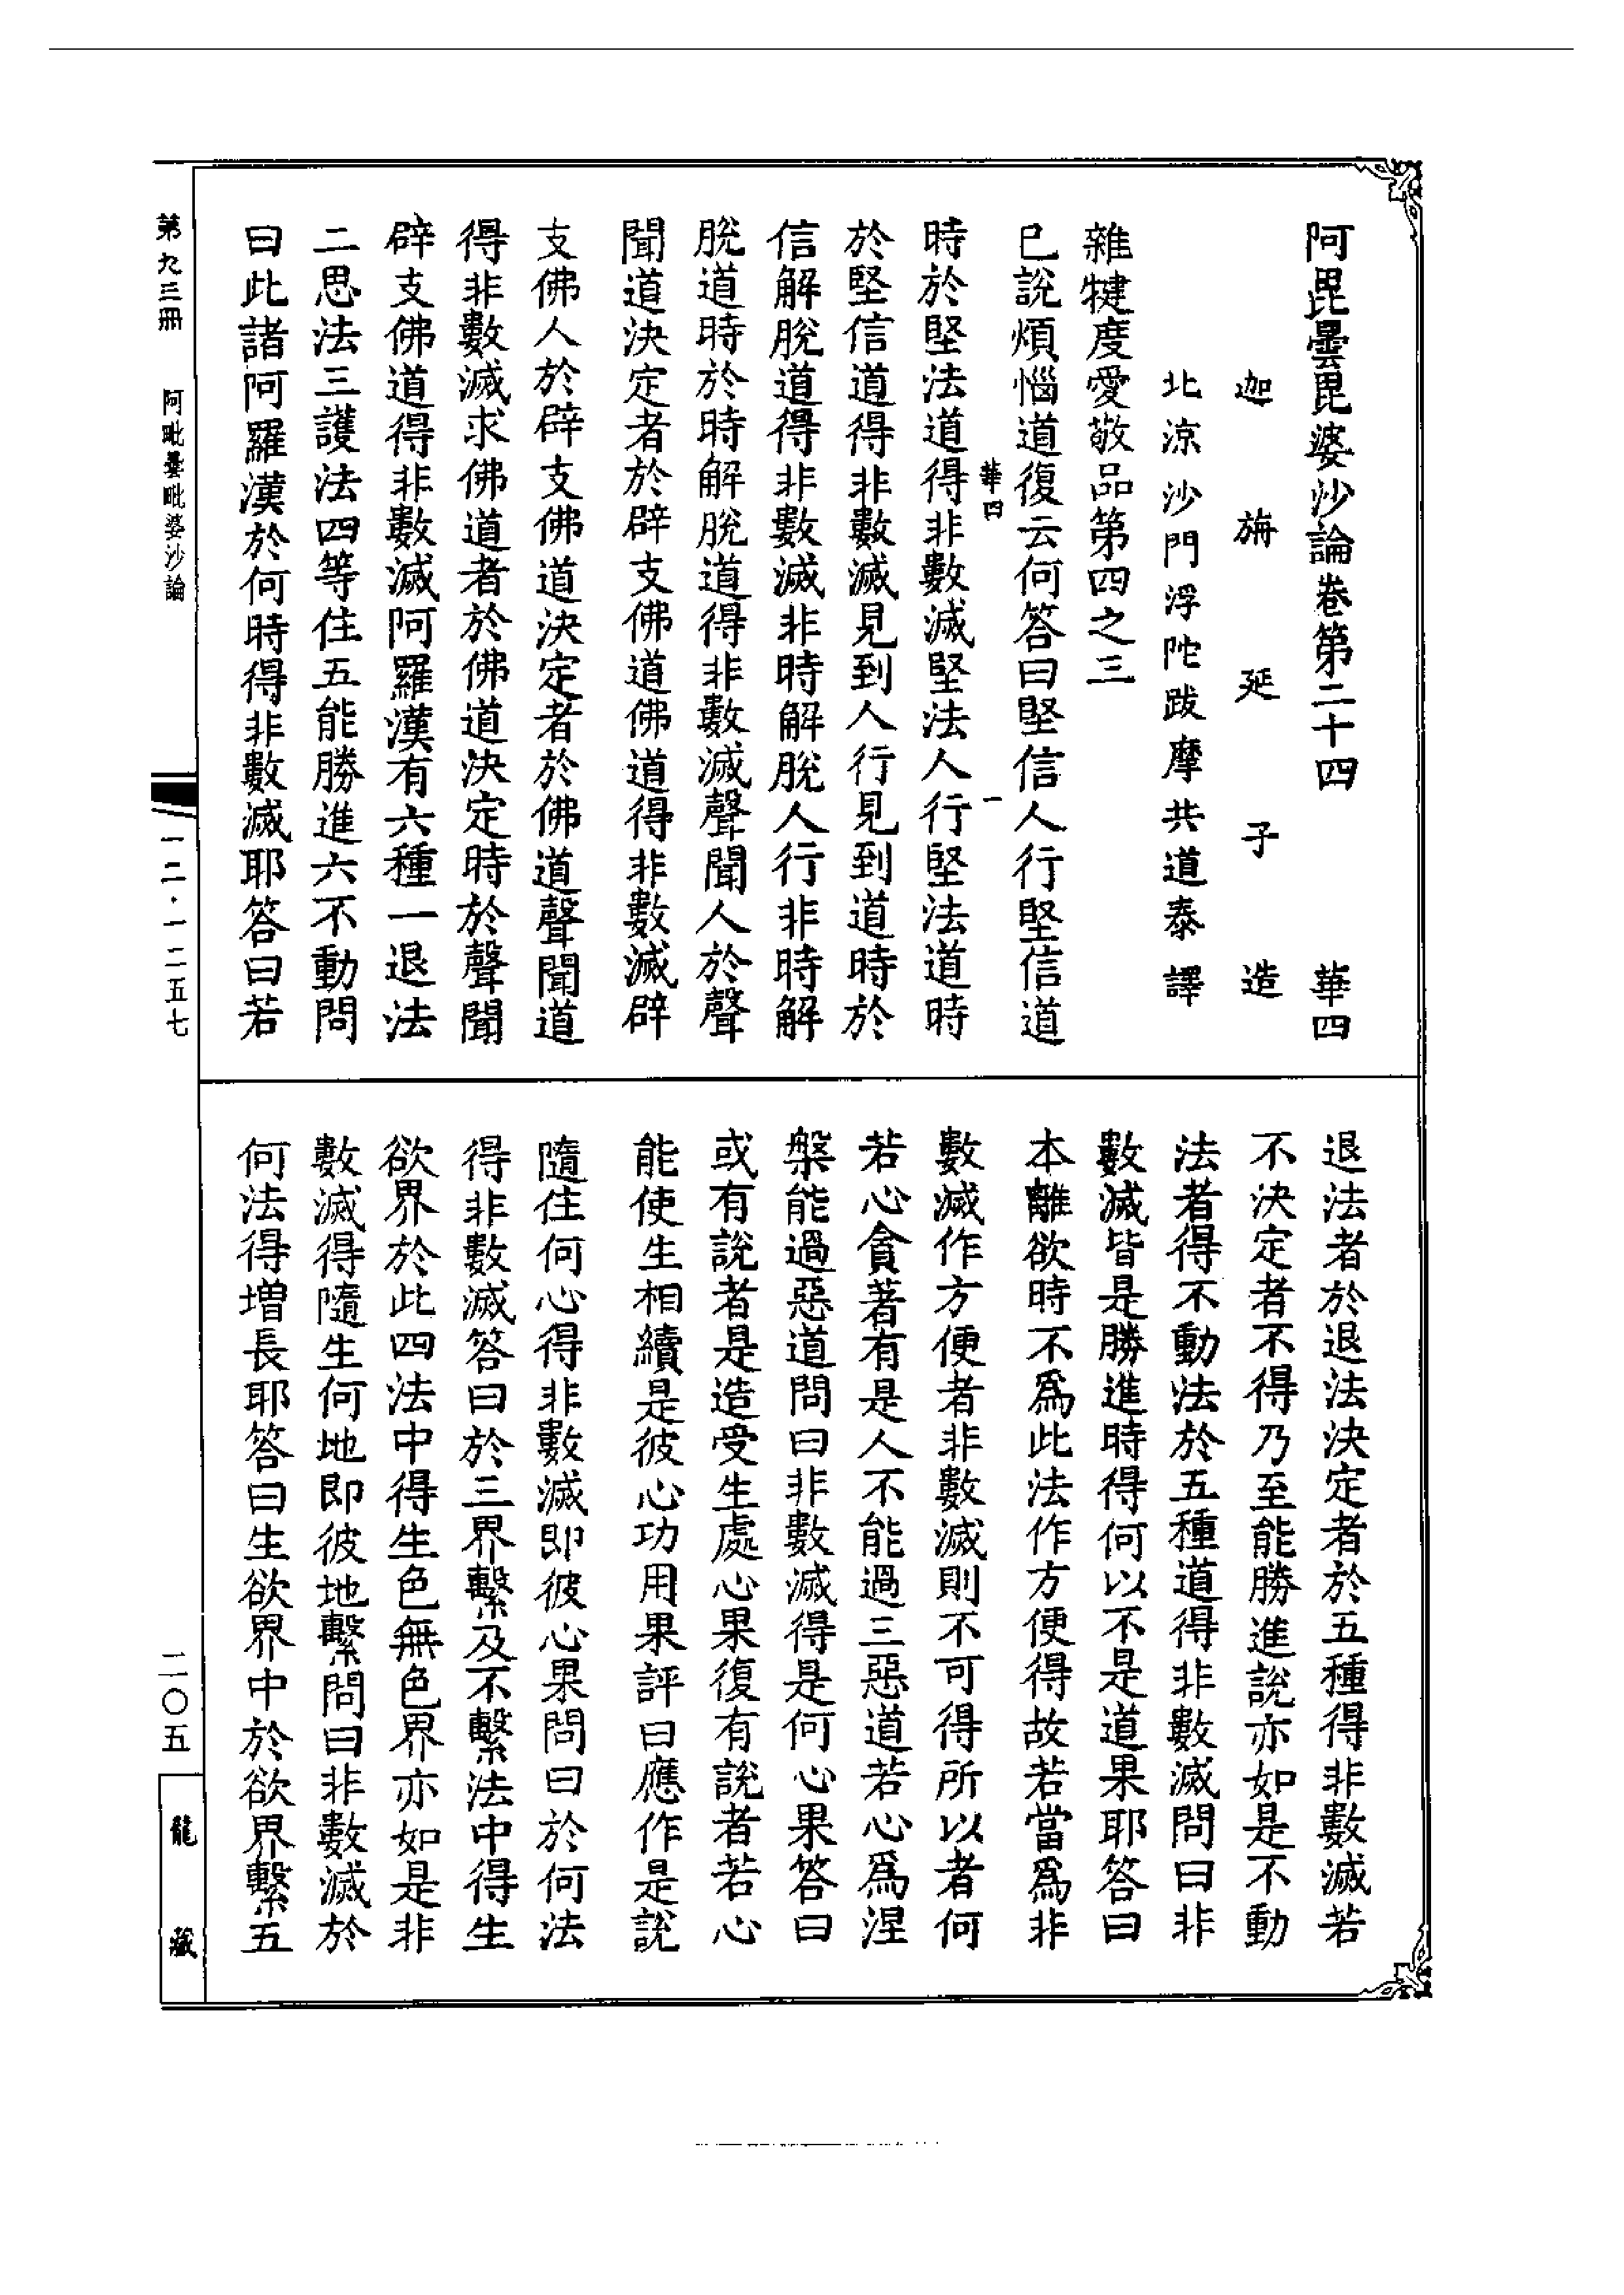 阿毘曇毘婆沙論卷第二十四 華四
迦旃延子造
北涼沙門浮陀跋摩共道泰譯
雜犍度愛敬品第四之三
已說煩惱道復云何答曰堅信人行堅信道
華四 一
時於堅法道得非數滅堅法人行堅法道時
於堅信道得非數滅見到人行見到道時於
信解脫道得非數滅非時解脫人行非時解
脫道時於時解脫道得非數滅聲聞人於聲
聞道決定者於辟支佛道佛道得非數滅辟
支佛人於辟支佛道決定者於佛道聲聞道
得非數滅求佛道者於佛道決定時於聲聞
辟支佛道得非數滅阿羅漢有六種一退法
二思法三護法四等住五能勝進六不動問
曰此諸阿羅漢於何時得非數滅耶答曰若
退法者於退法決定者於五種得非數滅若
不決定者不得乃至能勝進說亦如是不動
法者得不動法於五種道得非數滅問曰非
數滅皆是勝進時得何以不是道果耶答曰
本離欲時不爲此法作方便得故若當爲非
數滅作方便者非數滅則不可得所以者何
若心貪著有是人不能過三惡道若心爲涅
槃能過惡道問曰非數滅得是何心果答曰
或有說者是造受生處心果復有說者若心
能使生相續是彼心功用果評曰應作是說
隨住何心得非數滅即彼心果問曰於何法
得非數滅答曰於三界繫及不繫法中得生
欲界於此四法中得生色無色界亦如是非
數滅得隨生何地即彼地繫問曰非數滅於
何法得增長耶答曰生欲界中於欲界繫五
第九三冊 阿毗曇毗婆沙論
一二·一二五七
二〇五
龍藏